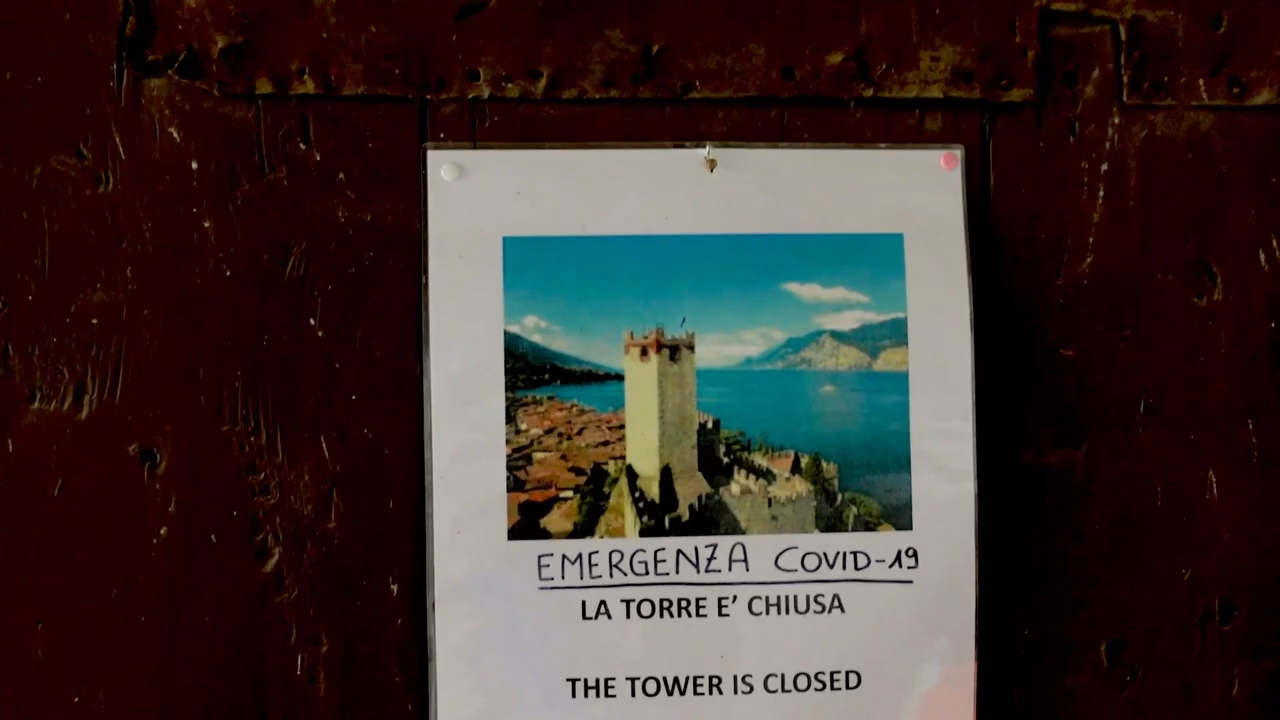 EMERGENZA COVID-19
LA TORRE E’ CHIUSA
THE TOWER IS CLOSED